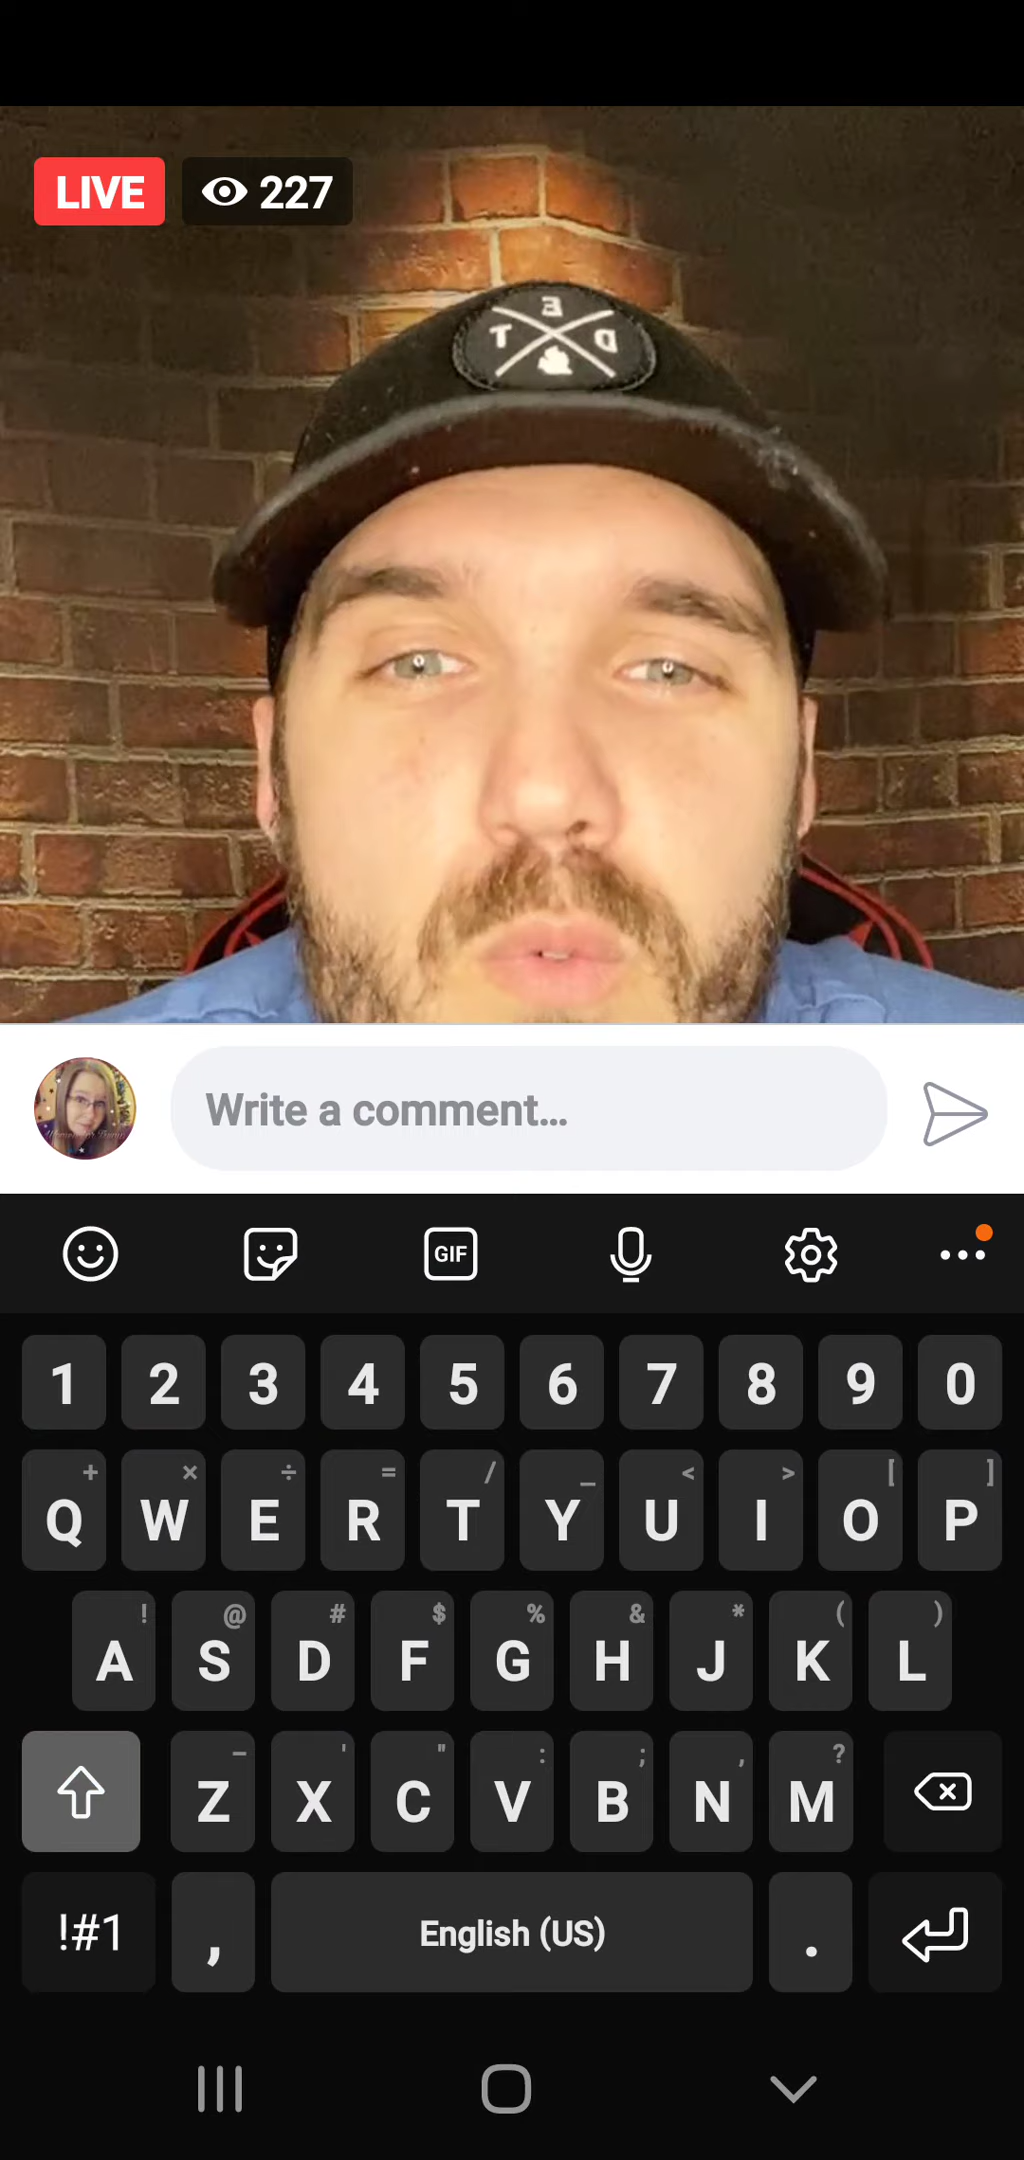 LIVE 227
E
T D
Write a comment...
GIF
1 2 3 4 5 6 7 8 9 0
+ × ÷ = / _ < > [ ]
Q W E R T Y U I O P
! @ # $ % & * ( )
A S D F G H J K L
- ' " : ; , ?
Z X C V B N M
!#1 , English (US) .